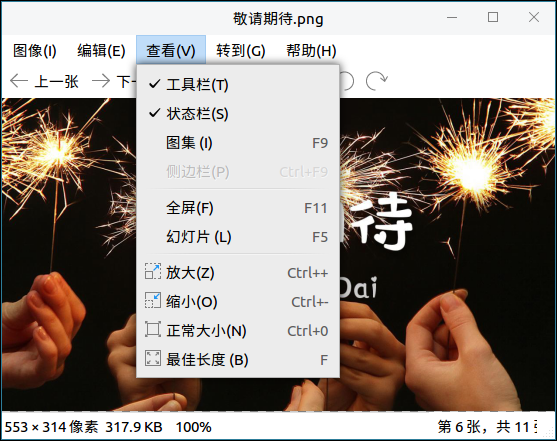 敬请期待.png
图像(I) 编辑(E) 查看(V) 转到(G) 帮助(H)
上一张 下一
工具栏(T)
状态栏(S)
图集 (I) F9
侧边栏(P) Ctrl+F9
全屏(F) F11
幻灯片 (L) F5
待
放大(Z) Ctrl++
Dai
缩小(O) Ctrl+-
正常大小(N) Ctrl+0
最佳长度 (B) F
553 × 314 像素 317.9 KB 100% 第 6 张，共 11